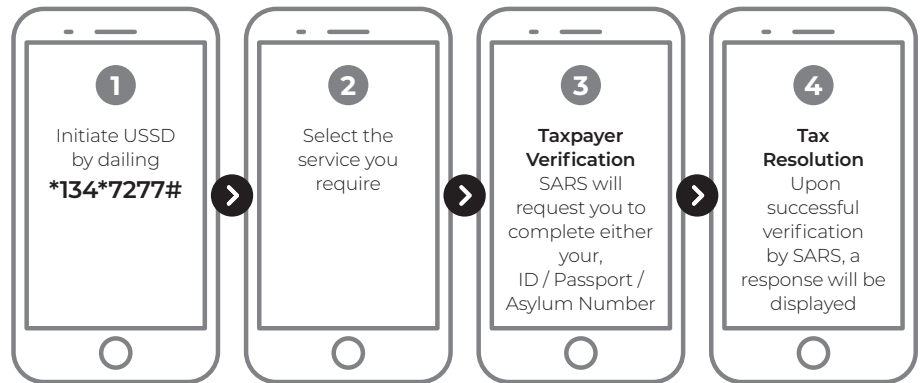 1
Initiate USSD
by dailing
*134*7277#
2
Select the
service you
require
3
Taxpayer
Verification
SARS will
request you to
complete either
your,
ID / Passport /
Asylum Number
4
Tax
Resolution
Upon
successful
verification
by SARS, a
response will be
displayed